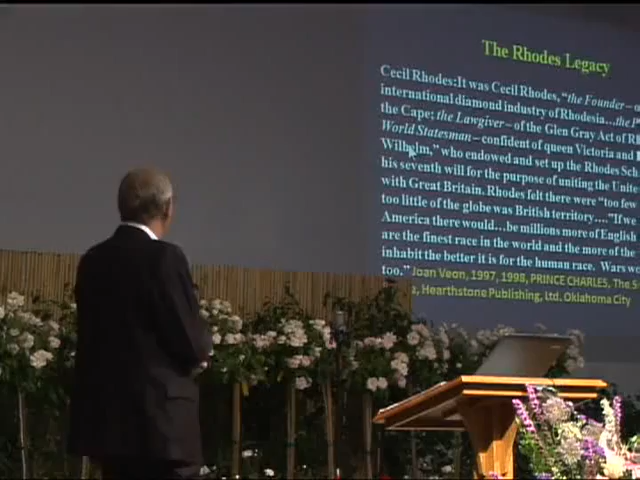 The Rhodes Legacy
Cecil Rhodes:It was Cecil Rhodes, "the Founder – o
international diamond industry of Rhodesia...the P
the Cape; the Lawgiver – of the Glen Gray Act of R
World Statesman – confident of queen Victoria and
Wilhelm," who endowed and set up the Rhodes Sch
his seventh will for the purpose of uniting the Unite
with Great Britain. Rhodes felt there were "too few
too little of the globe was British territory...."If we
America there would...be millions more of English
are the finest race in the world and the more of the
inhabit the better it is for the human race. Wars w
too." Joan Veon, 1997, 1998, PRINCE CHARLES, The S
Hearthstone Publishing, Ltd. Oklahoma City